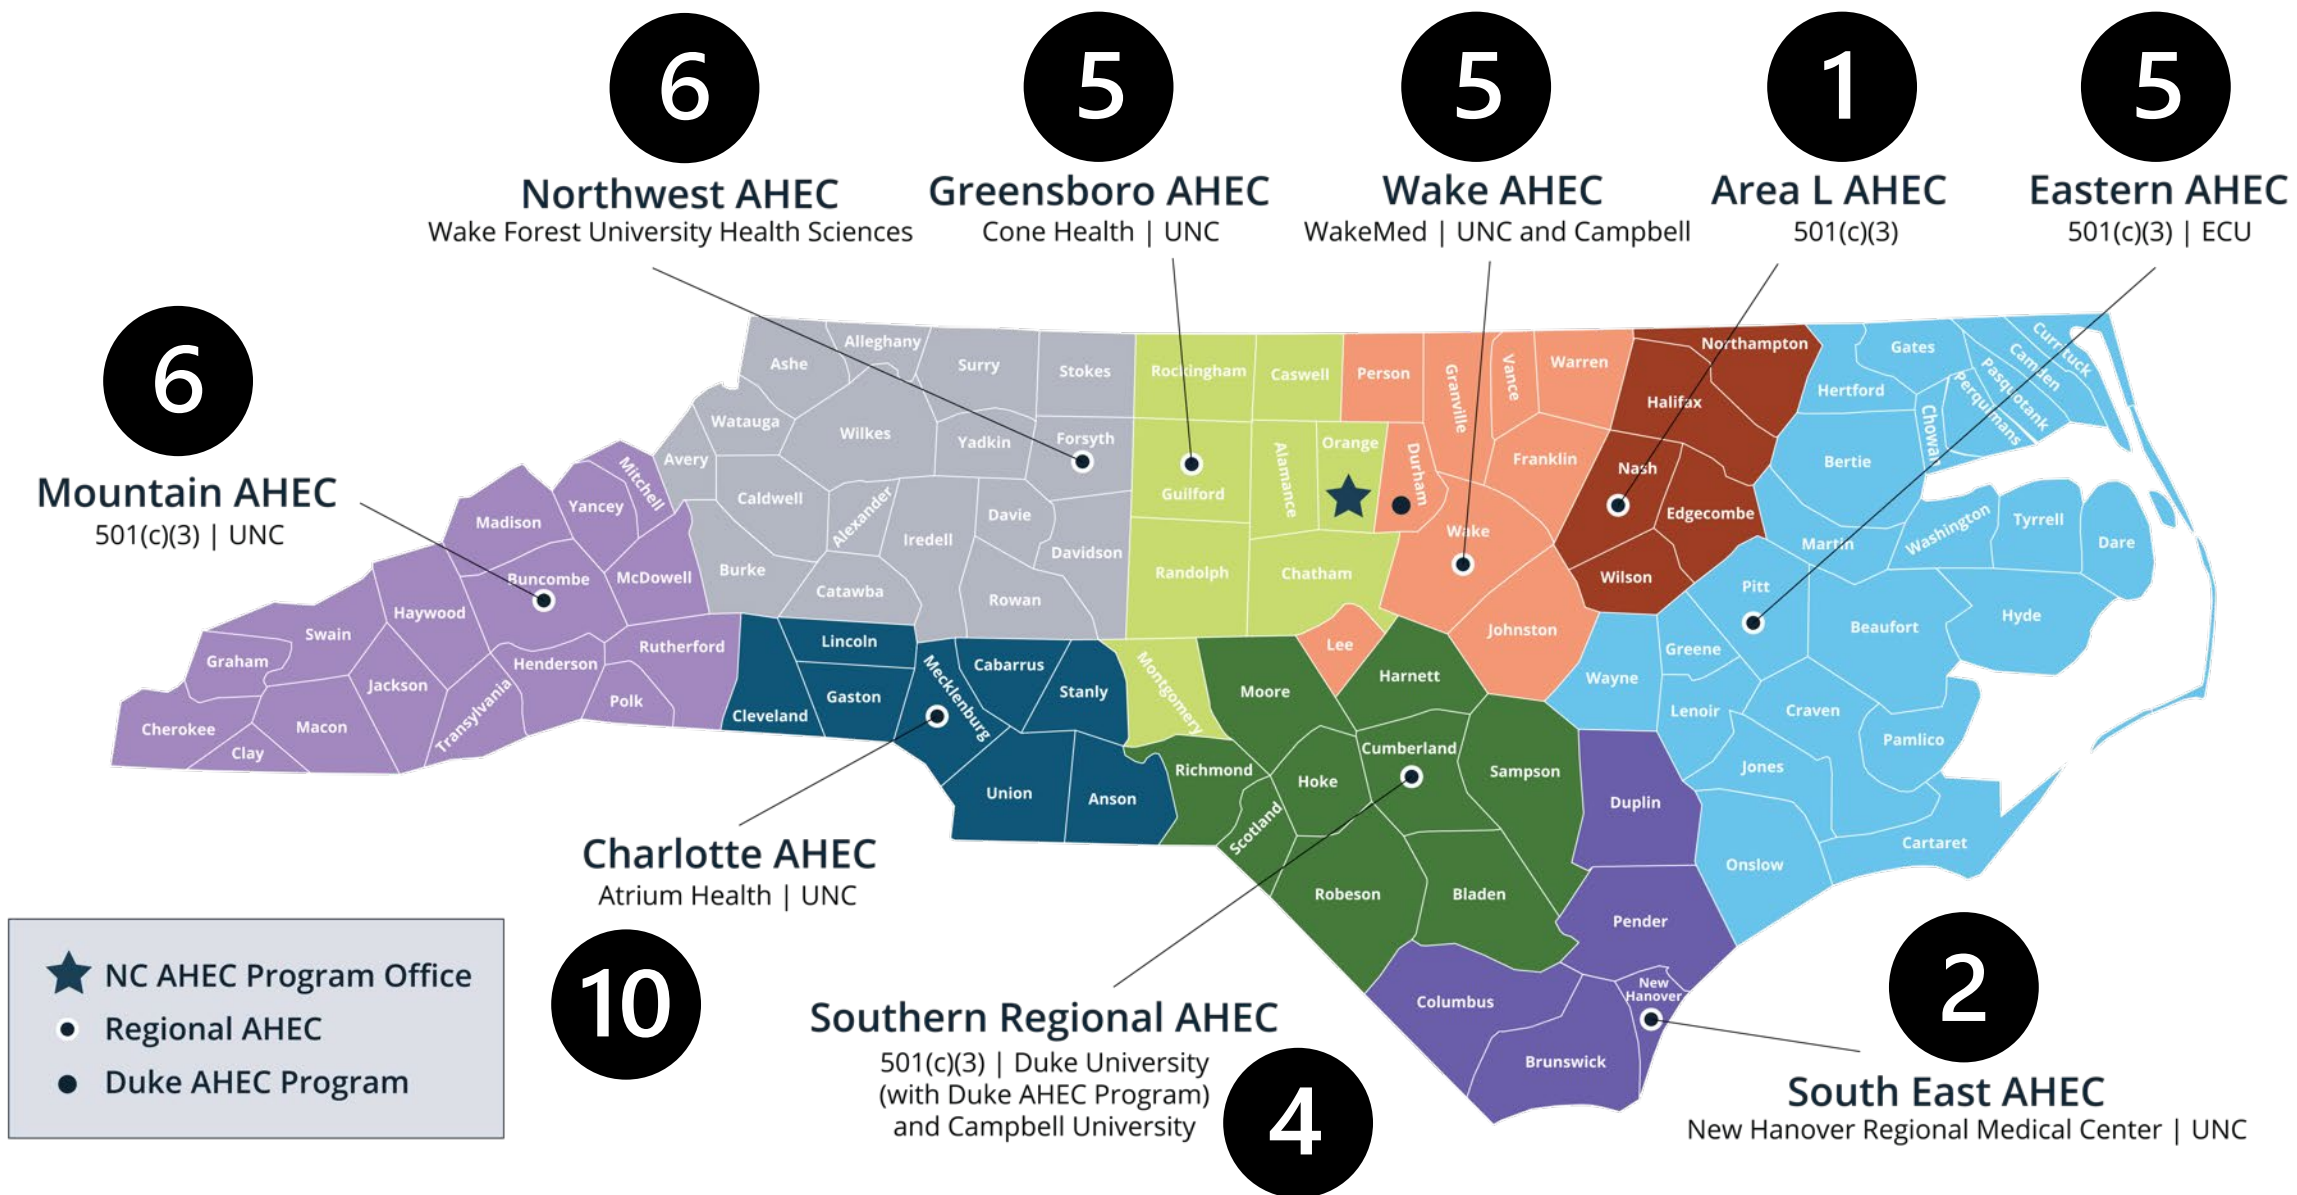 6
5
5
1
5
Northwest AHEC
Wake Forest University Health Sciences
Greensboro AHEC
Cone Health | UNC
Wake AHEC
WakeMed | UNC and Campbell
Area L AHEC
501(c)(3)
Eastern AHEC
501(c)(3) | ECU
6
Mountain AHEC
501(c)(3) | UNC
Ashe
Alleghany
Surry
Stokes
Watauga
Wilkes
Yadkin
Forsyth
Avery
Caldwell
Alexander
Davie
Iredell
Davidson
Burke
Catawba
Rowan
Rockingham
Caswell
Guilford
Alamance
Orange
Randolph
Chatham
Montgomery
Person
Granville
Vance
Warren
Durham
Franklin
Wake
Johnston
Lee
Northampton
Halifax
Nash
Edgecombe
Wilson
Gates
Hertford
Currituck
Camden
Pasquotank
Perquimans
Chowan
Bertie
Martin
Washington
Tyrrell
Dare
Pitt
Beaufort
Hyde
Greene
Wayne
Lenoir
Craven
Pamlico
Jones
Onslow
Cartaret
Mitchell
Yancey
Madison
Buncombe
McDowell
Haywood
Swain
Graham
Henderson
Rutherford
Jackson
Transylvania
Polk
Macon
Cherokee
Clay
Lincoln
Cleveland
Gaston
Mecklenburg
Cabarrus
Stanly
Union
Anson
Moore
Harnett
Richmond
Hoke
Cumberland
Sampson
Scotland
Robeson
Bladen
Duplin
Pender
Columbus
New
Hanover
Brunswick
Charlotte AHEC
Atrium Health | UNC
10
Southern Regional AHEC
501(c)(3) | Duke University
(with Duke AHEC Program)
and Campbell University
4
2
South East AHEC
New Hanover Regional Medical Center | UNC
NC AHEC Program Office
Regional AHEC
Duke AHEC Program